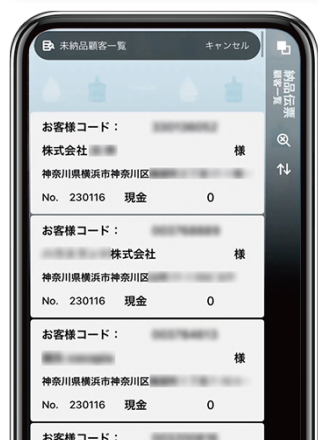 未納品顧客一覧 キャンセル
納品伝票
顧客一覧
お客様コード：
株式会社 様
神奈川県横浜市神奈川区
No. 230116 現金 0
お客様コード：
株式会社 様
神奈川県横浜市神奈川区
No. 230116 現金 0
お客様コード：
様
神奈川県横浜市神奈川区
No. 230116 現金 0
お客様コード：